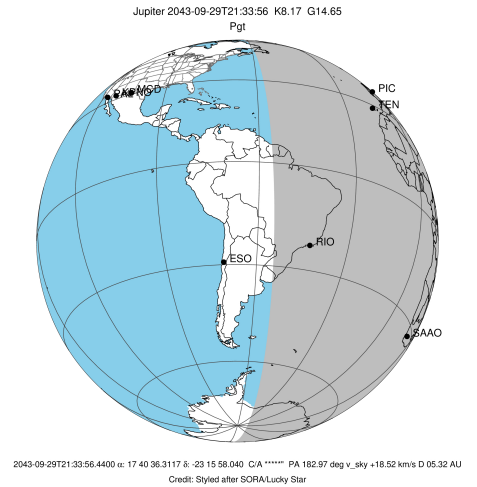 Jupiter 2043-09-29T21:33:56 K8.17 G14.65
Pgt
MCD
PIC
TEN
RIO
ESO
SAAO
2043-09-29T21:33:56.4400 α: 17 40 36.3117 δ: -23 15 58.040 C/A *****" PA 182.97 deg v_sky +18.52 km/s D 05.32 AU
Credit: Styled after SORA/Lucky Star